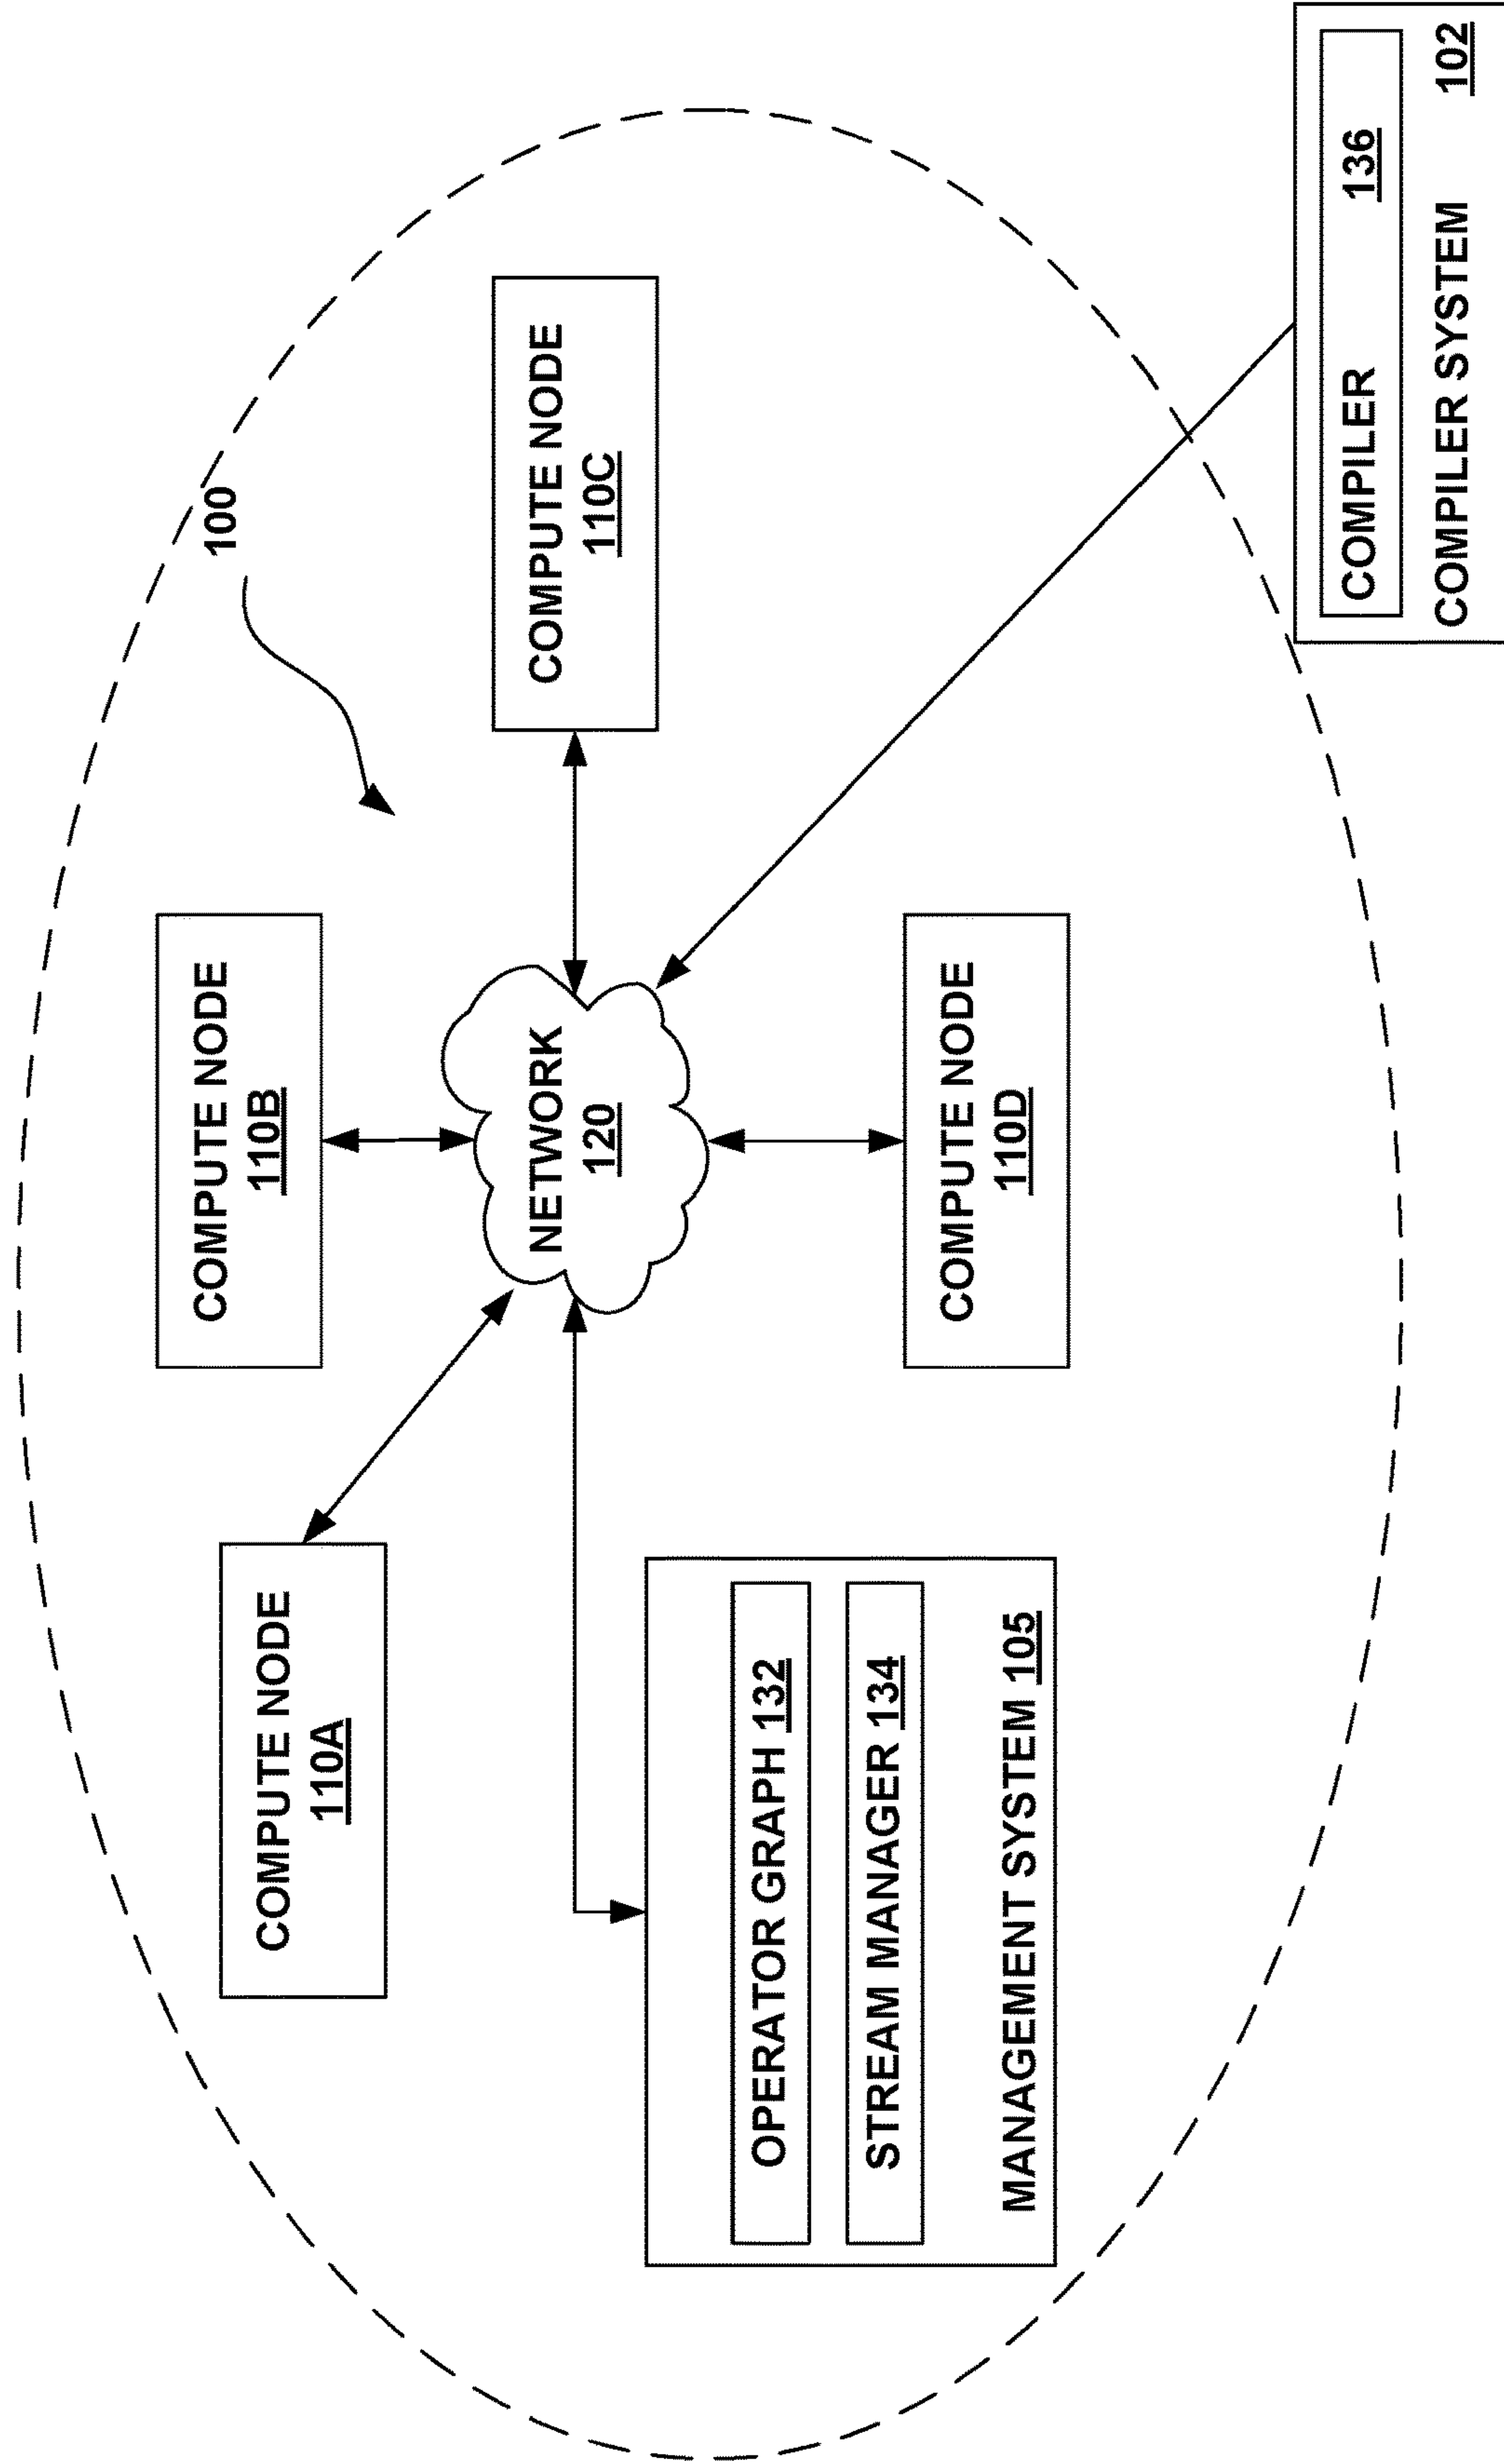 100
COMPUTE NODE
110A
COMPUTE NODE
110B
COMPUTE NODE
110C
NETWORK
120
COMPUTE NODE
110D
OPERATOR GRAPH 132
STREAM MANAGER 134
MANAGEMENT SYSTEM 105
COMPILER 136
COMPILER SYSTEM 102